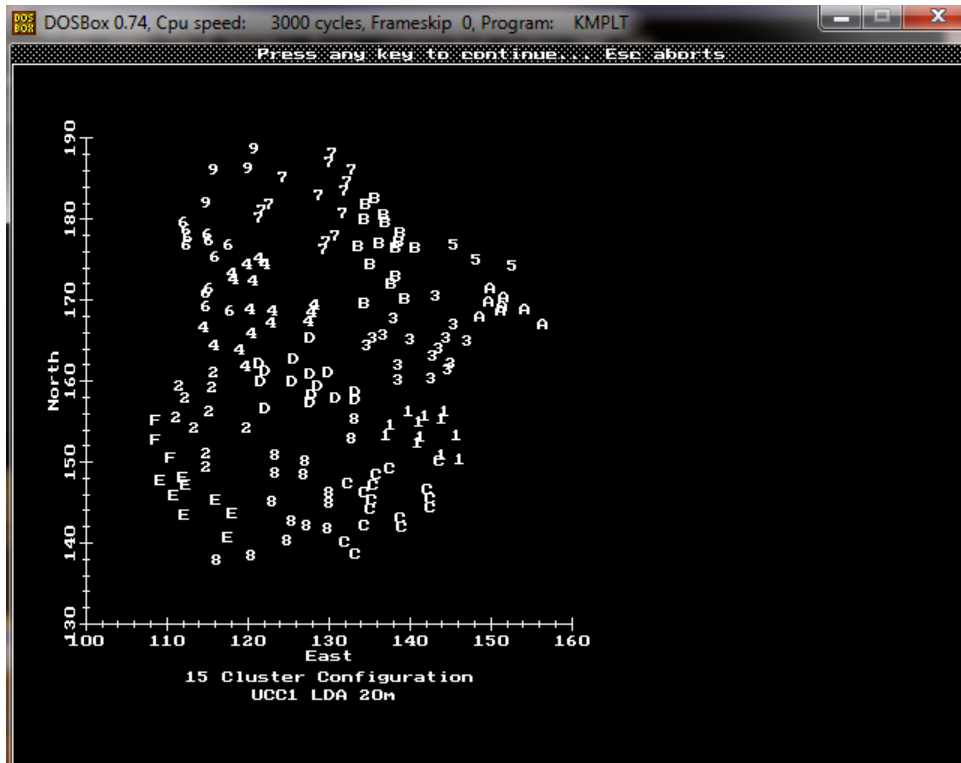 DOSBox 0.74, Cpu speed: 3000 cycles, Frameskip 0, Program: KMPLT
Press any key to continue... Esc aborts
190
180
170
160
150
140
130
North
100 110 120 130 140 150 160
East
15 Cluster Configuration
UCC1 LDA 20m